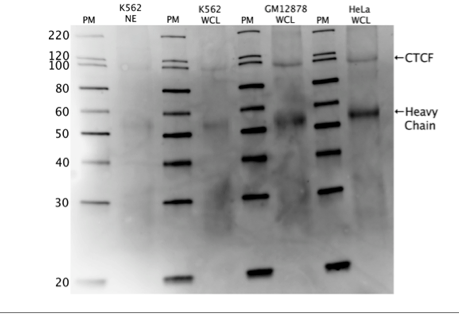 K562 NE
K562 WCL
GM12878 WCL
HeLa WCL
PM PM PM PM
220
120
100
80
60
50
40
30
20
←CTCF
←Heavy
Chain